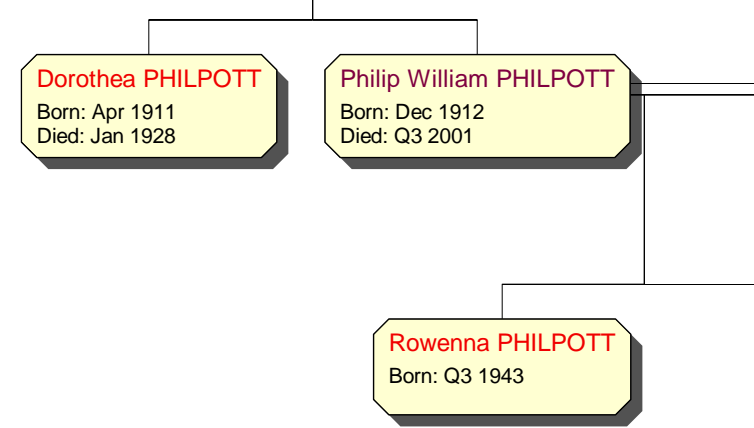 Dorothea PHILPOTT
Born: Apr 1911
Died: Jan 1928
Philip William PHILPOTT
Born: Dec 1912
Died: Q3 2001
Rowenna PHILPOTT
Born: Q3 1943